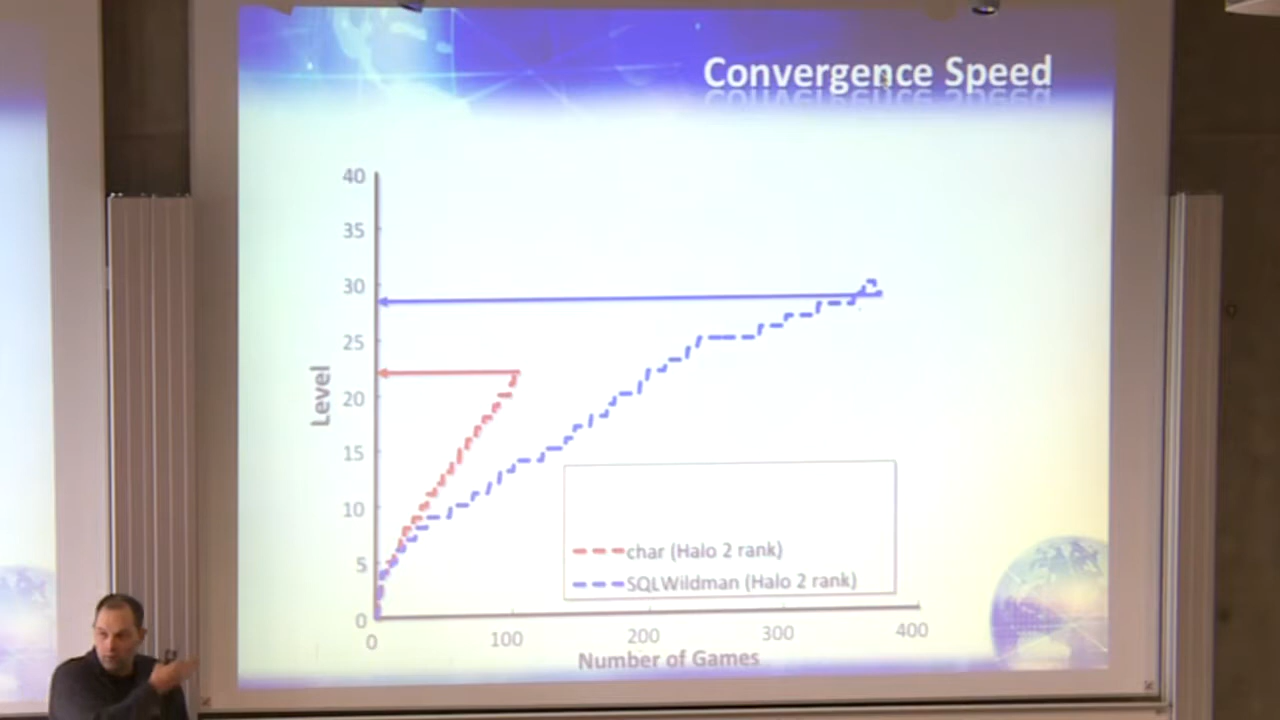 Convergence Speed
40
35
30
25
20
15
10
5
0
Level
char (Halo 2 rank)
SQLWildman (Halo 2 rank)
0 100 200 300 400
Number of Games